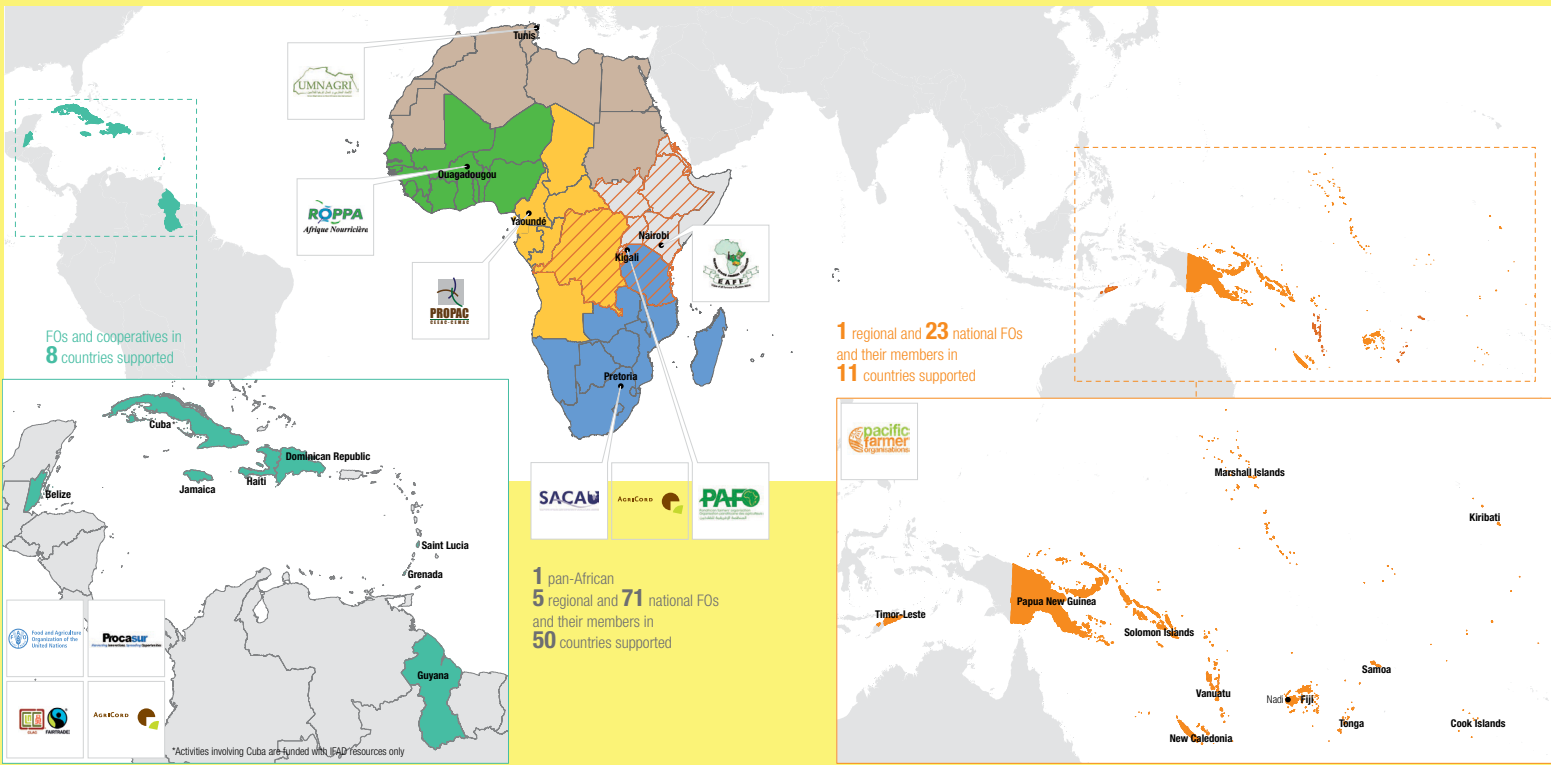 Tunis
UMNAGRI
Ouagadougou
ROPPA
Afrique Nourricière
Yaoundé
Nairobi
Kigali
EAFF
PROPAC
CEEAC-CEMAC
Pretoria
FOs and cooperatives in
8 countries supported
1 regional and 23 national FOs
and their members in
11 countries supported
Cuba*
Dominican Republic
Haiti
Jamaica
Belize
Saint Lucia
Grenada
Guyana
Food and Agriculture
Organization of the
United Nations
Procasur
CLAC
FAIRTRADE
AGRICORD
*Activities involving Cuba are funded with IFAD resources only
SACAU
AGRICORD
PAFO
1 pan-African
5 regional and 71 national FOs
and their members in
50 countries supported
pacific
farmer
organisations
Marshall Islands
Kiribati
Timor-Leste
Papua New Guinea
Solomon Islands
Samoa
Vanuatu
Nadi
Fiji
Tonga
Cook Islands
New Caledonia